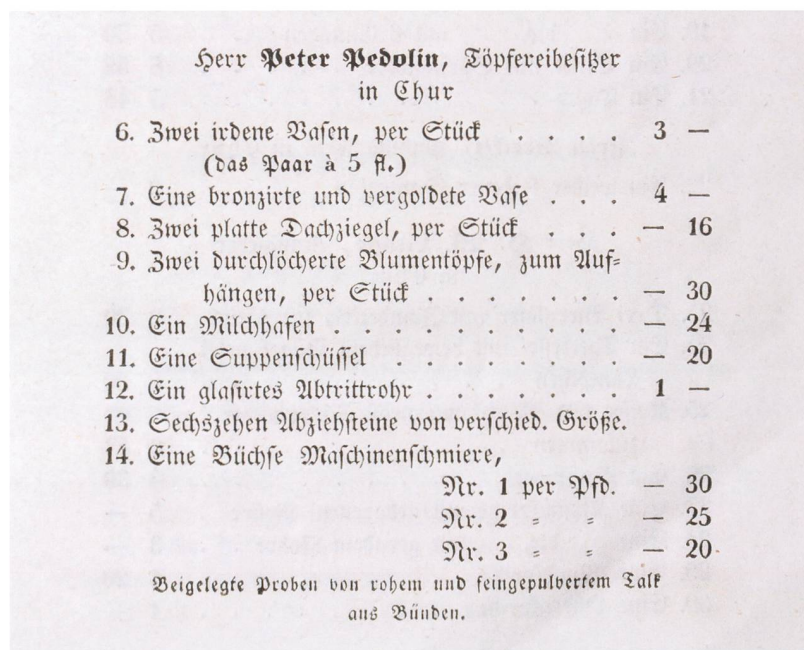 Herr Peter Pedolin, Töpfereibesitzer
in Chur
6. Zwei irdene Vasen, per Stück . . . . 3 —
(das Paar à 5 fl.)
7. Eine bronzirte und vergoldete Vase . . . 4 —
8. Zwei platte Dachziegel, per Stück . . . — 16
9. Zwei durchlöcherte Blumentöpfe, zum Auf-
hängen, per Stück . . . . . . — 30
10. Ein Milchhafen . . . . . . . . — 24
11. Eine Suppenschüssel . . . . . . . — 20
12. Ein glasirtes Abtrittrohr . . . . . . 1 —
13. Sechszehen Abziehsteine von verschied. Größe.
14. Eine Büchse Maschinenschmiere,
Nr. 1 per Pfd. — 30
Nr. 2 = = — 25
Nr. 3 = = — 20
Beigelegte Proben von rohem und feingepulvertem Talk
aus Bünden.